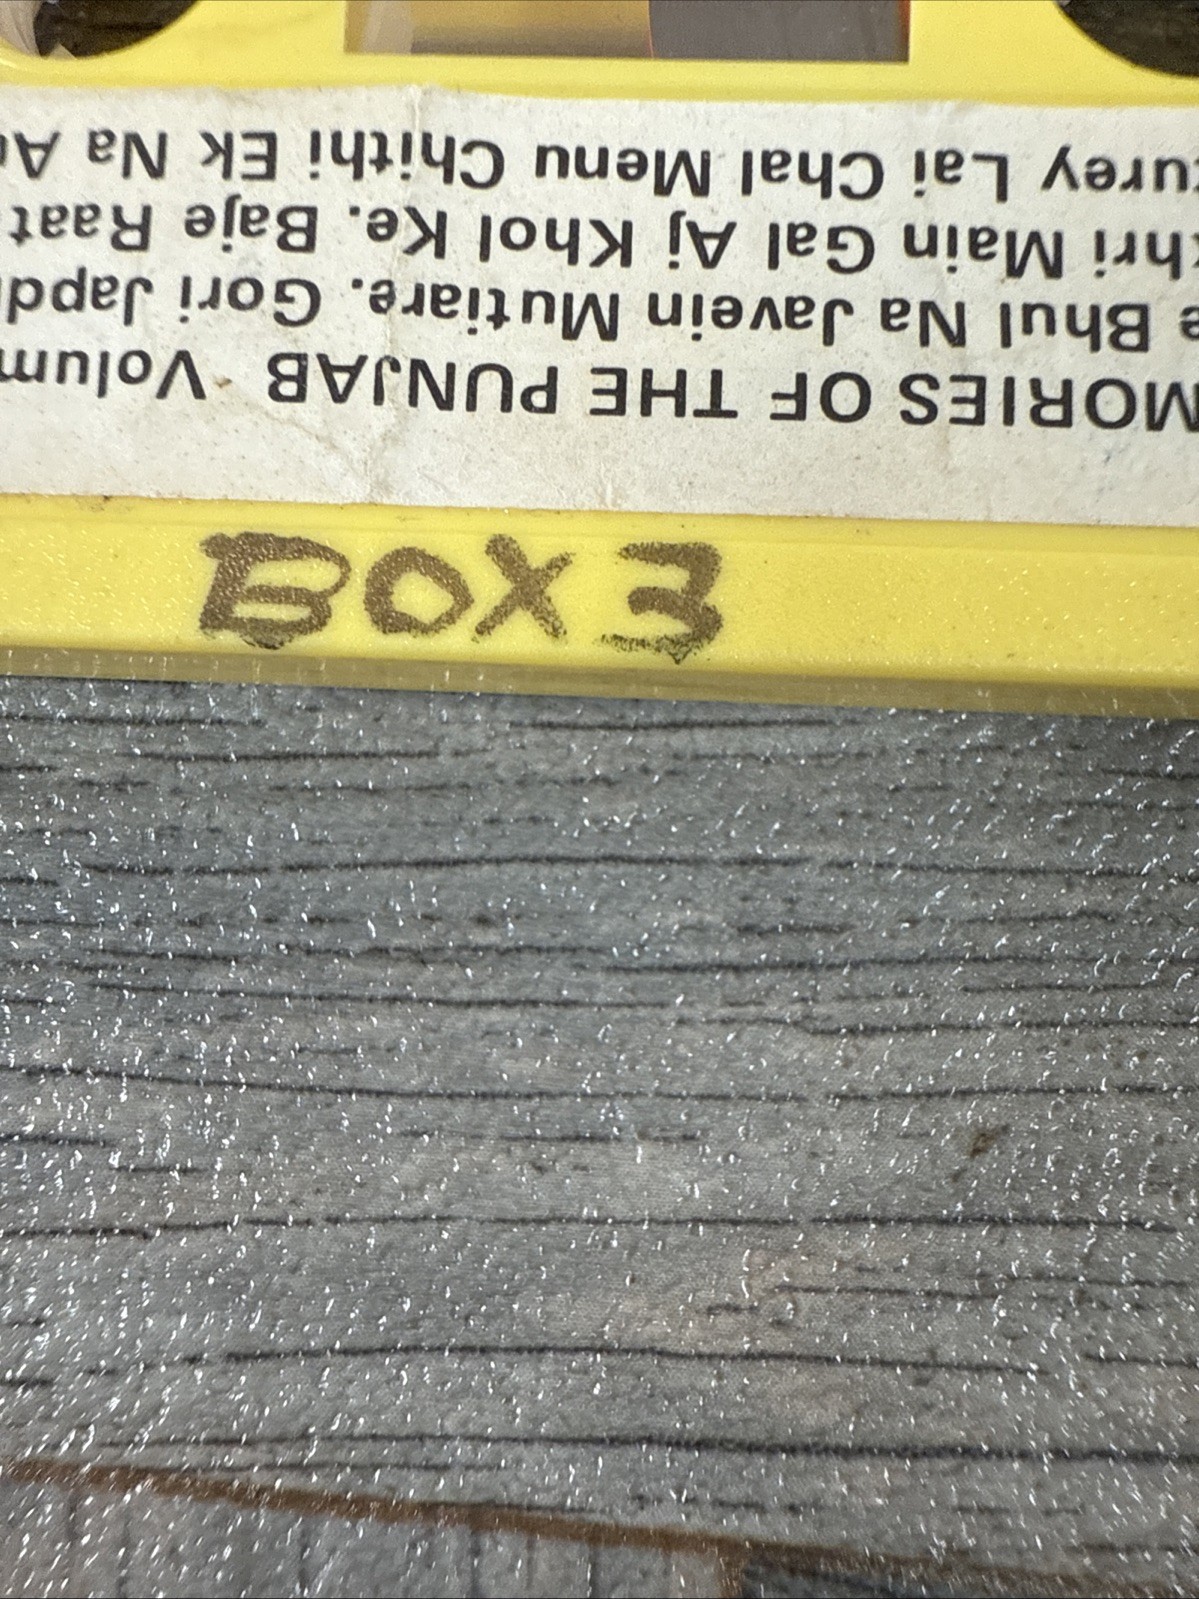 MORIES OF THE PUNJAB Volum
e Bhul Na Javein Mutiare. Gori Japd
hri Main Gal Aj Khol Ke. Baje Raat
urey Lai Chal Menu Chithi Ek Na A
BOX 3